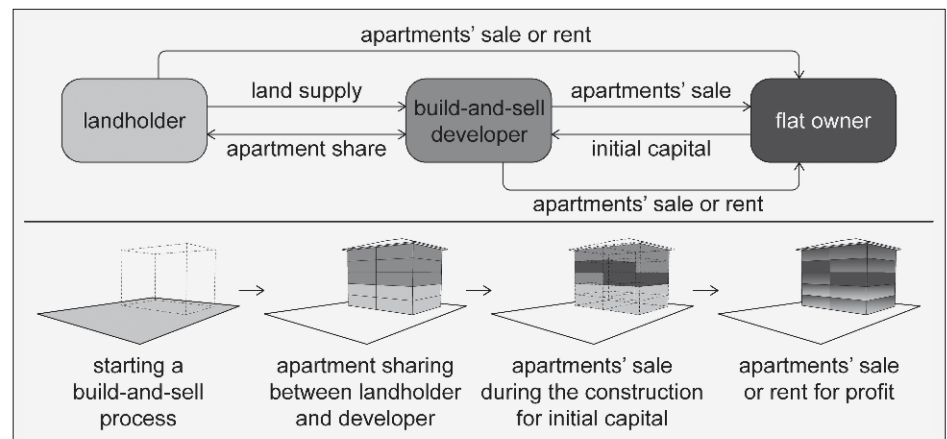 apartments' sale or rent
landholder
land supply
apartment share
build-and-sell
developer
apartments' sale
initial capital
flat owner
apartments' sale or rent
starting a
build-and-sell
process
apartment sharing
between landholder
and developer
apartments' sale
during the construction
for initial capital
apartments' sale
or rent for profit